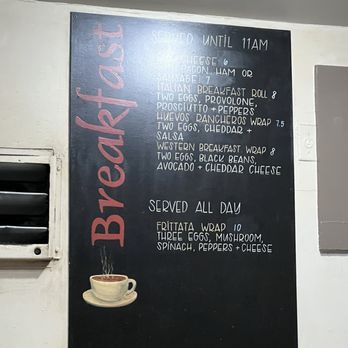 Breakfast
SERVED UNTIL 11AM
CHEESE 6
BACON, HAM OR
SAUSAGE 7
ITALIAN BREAKFAST ROLL 8
TWO EGGS, PROVOLONE,
PROSCIUTTO + PEPPERS
HUEVOS RANCHEROS WRAP 7.5
TWO EGGS, CHEDDAR +
SALSA
WESTERN BREAKFAST WRAP 8
TWO EGGS, BLACK BEANS,
AVOCADO + CHEDDAR CHEESE
SERVED ALL DAY
FRITTATA WRAP 10
THREE EGGS, MUSHROOM,
SPINACH, PEPPERS + CHEESE